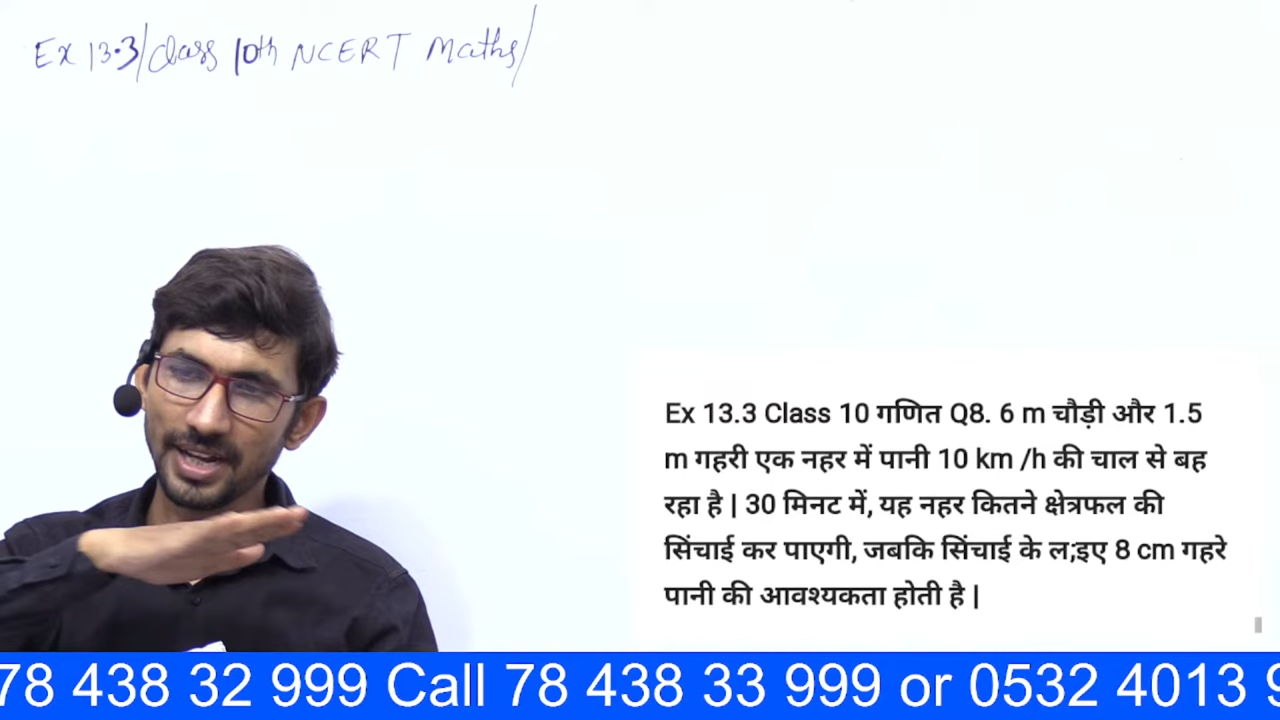 Ex 13.3/class 10th NCERT Maths/
Ex 13.3 Class 10 गणित Q8. 6 m चौड़ी और 1.5
m गहरी एक नहर में पानी 10 km /h की चाल से बह
रहा है | 30 मिनट में, यह नहर कितने क्षेत्रफल की
सिंचाई कर पाएगी, जबकि सिंचाई के ल;इए 8 cm गहरे
पानी की आवश्यकता होती है |
78 438 32 999 Call 78 438 33 999 or 0532 4013 9